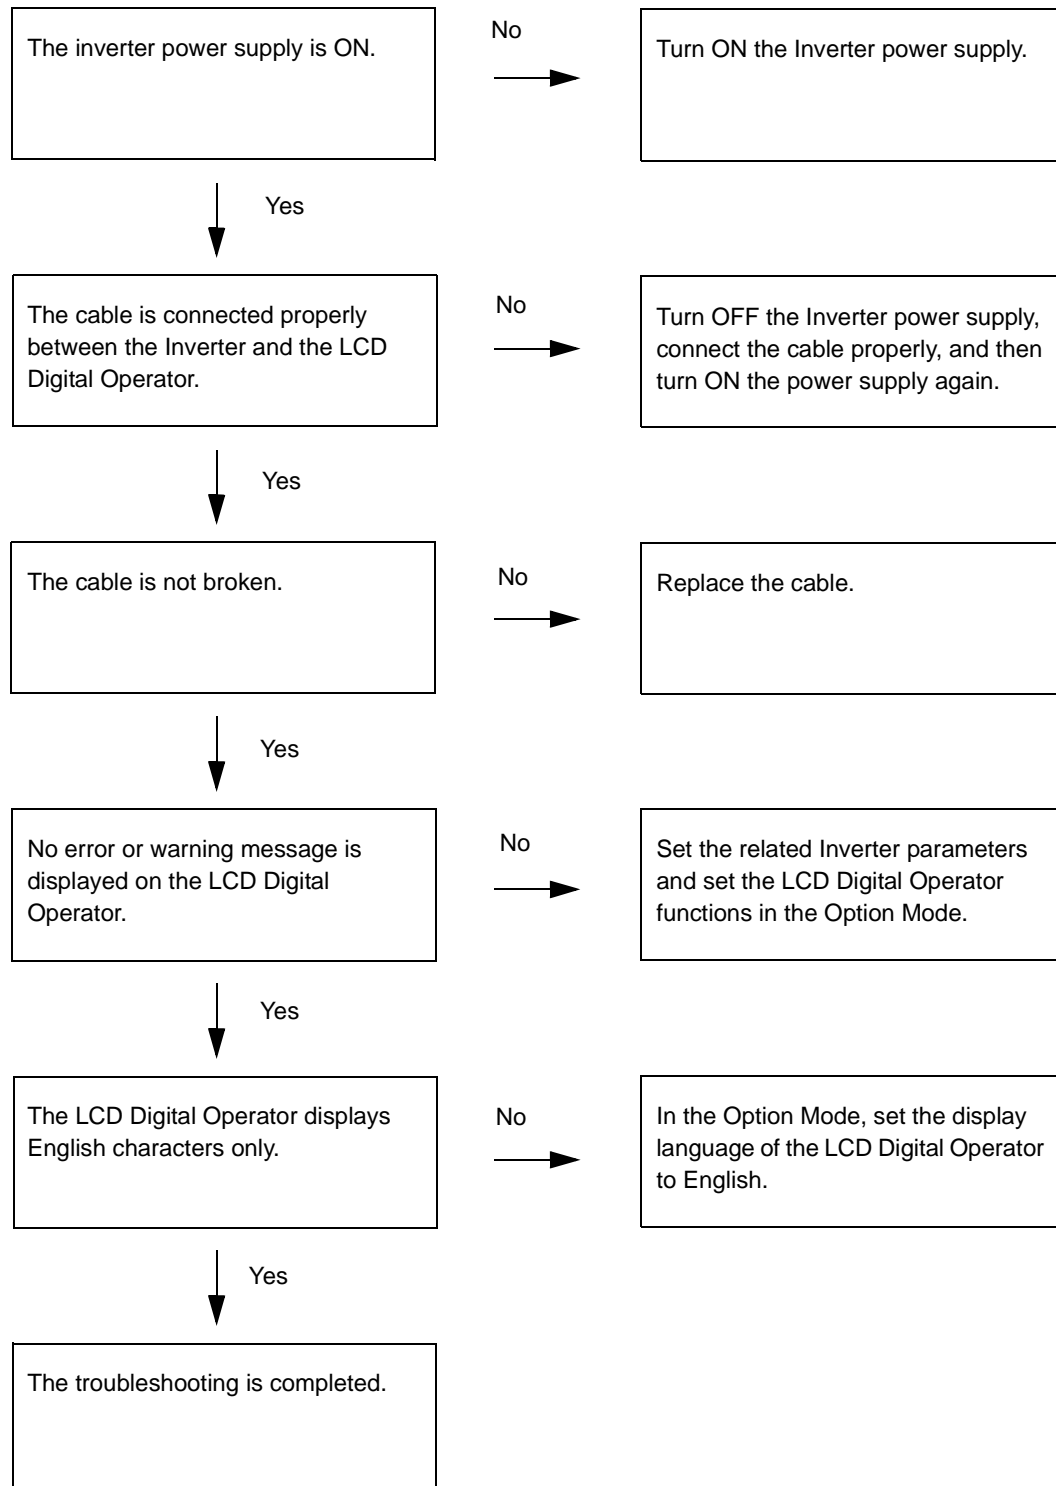 The inverter power supply is ON.
No
Turn ON the Inverter power supply.
Yes
The cable is connected properly
between the Inverter and the LCD
Digital Operator.
No
Turn OFF the Inverter power supply,
connect the cable properly, and then
turn ON the power supply again.
Yes
The cable is not broken.
No
Replace the cable.
Yes
No error or warning message is
displayed on the LCD Digital
Operator.
No
Set the related Inverter parameters
and set the LCD Digital Operator
functions in the Option Mode.
Yes
The LCD Digital Operator displays
English characters only.
No
In the Option Mode, set the display
language of the LCD Digital Operator
to English.
Yes
The troubleshooting is completed.